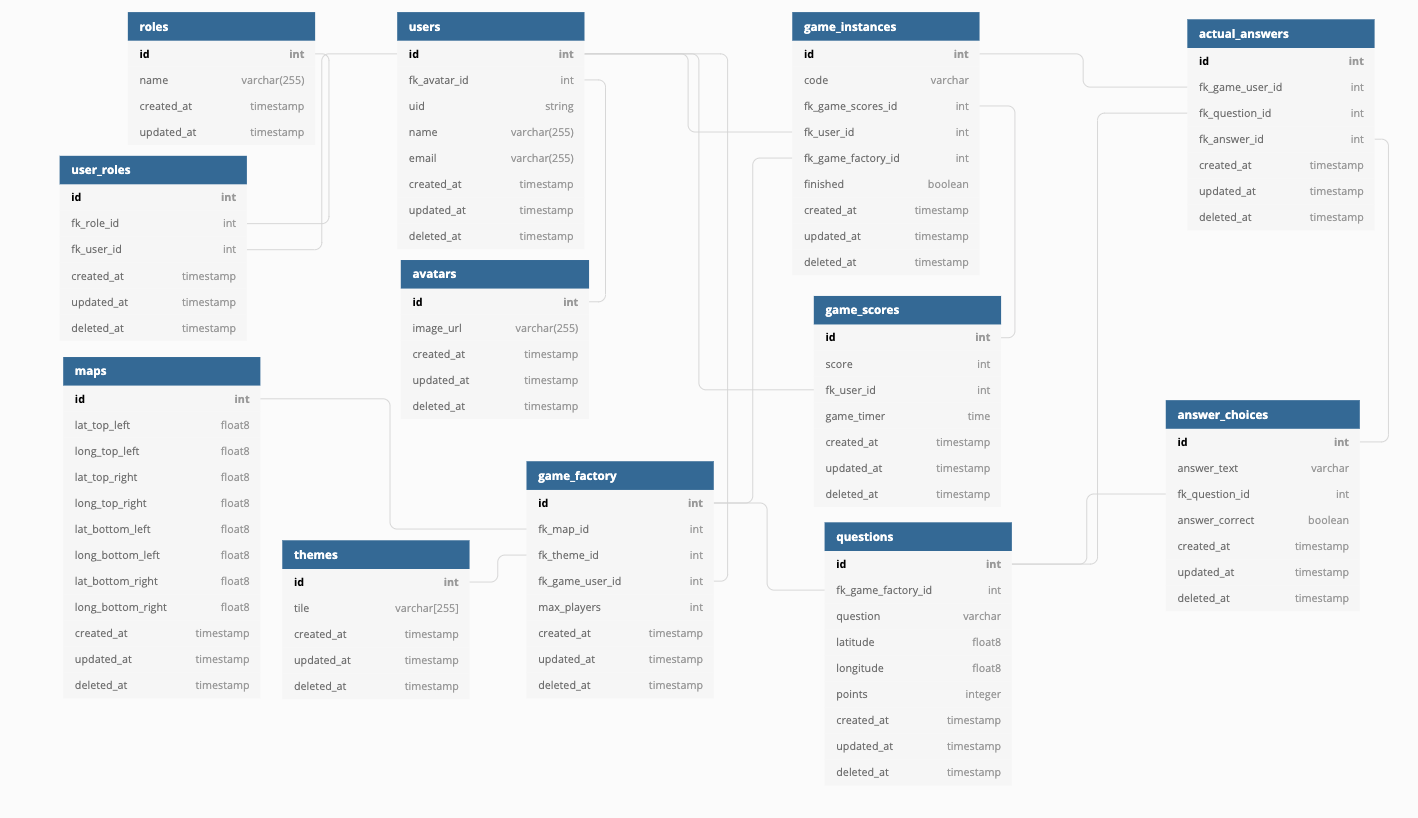 roles
id int
name varchar(255)
created_at timestamp
updated_at timestamp
user_roles
id int
fk_role_id int
fk_user_id int
created_at timestamp
updated_at timestamp
deleted_at timestamp
maps
id int
lat_top_left float8
long_top_left float8
lat_top_right float8
long_top_right float8
lat_bottom_left float8
long_bottom_left float8
lat_bottom_right float8
long_bottom_right float8
created_at timestamp
updated_at timestamp
deleted_at timestamp
users
id int
fk_avatar_id int
uid string
name varchar(255)
email varchar(255)
created_at timestamp
updated_at timestamp
deleted_at timestamp
avatars
id int
image_url varchar(255)
created_at timestamp
updated_at timestamp
deleted_at timestamp
themes
id int
tile varchar[255]
created_at timestamp
updated_at timestamp
deleted_at timestamp
game_factory
id int
fk_map_id int
fk_theme_id int
fk_game_user_id int
max_players int
created_at timestamp
updated_at timestamp
deleted_at timestamp
game_instances
id int
code varchar
fk_game_scores_id int
fk_user_id int
fk_game_factory_id int
finished boolean
created_at timestamp
updated_at timestamp
deleted_at timestamp
game_scores
id int
score int
fk_user_id int
game_timer time
created_at timestamp
updated_at timestamp
deleted_at timestamp
questions
id int
fk_game_factory_id int
question varchar
latitude float8
longitude float8
points integer
created_at timestamp
updated_at timestamp
deleted_at timestamp
actual_answers
id int
fk_game_user_id int
fk_question_id int
fk_answer_id int
created_at timestamp
updated_at timestamp
deleted_at timestamp
answer_choices
id int
answer_text varchar
fk_question_id int
answer_correct boolean
created_at timestamp
updated_at timestamp
deleted_at timestamp